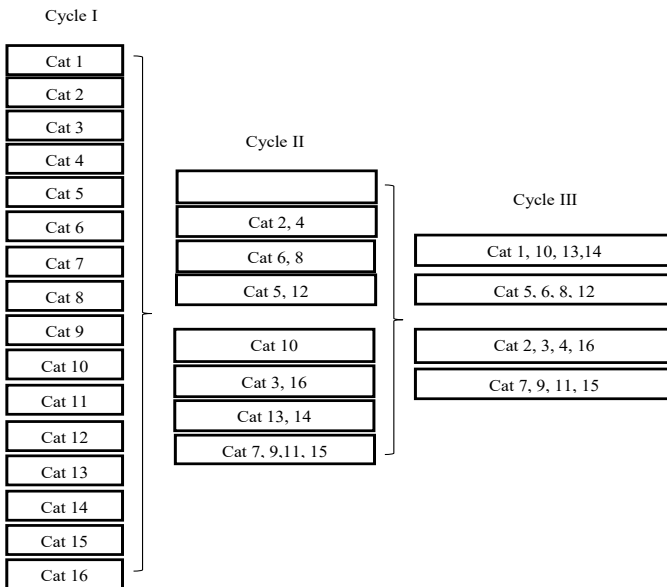 Cycle I
Cat 1
Cat 2
Cat 3
Cat 4
Cat 5
Cat 6
Cat 7
Cat 8
Cat 9
Cat 10
Cat 11
Cat 12
Cat 13
Cat 14
Cat 15
Cat 16
Cycle II
Cat 2, 4
Cat 6, 8
Cat 5, 12
Cat 10
Cat 3, 16
Cat 13, 14
Cat 7, 9,11, 15
Cycle III
Cat 1, 10, 13,14
Cat 5, 6, 8, 12
Cat 2, 3, 4, 16
Cat 7, 9, 11, 15